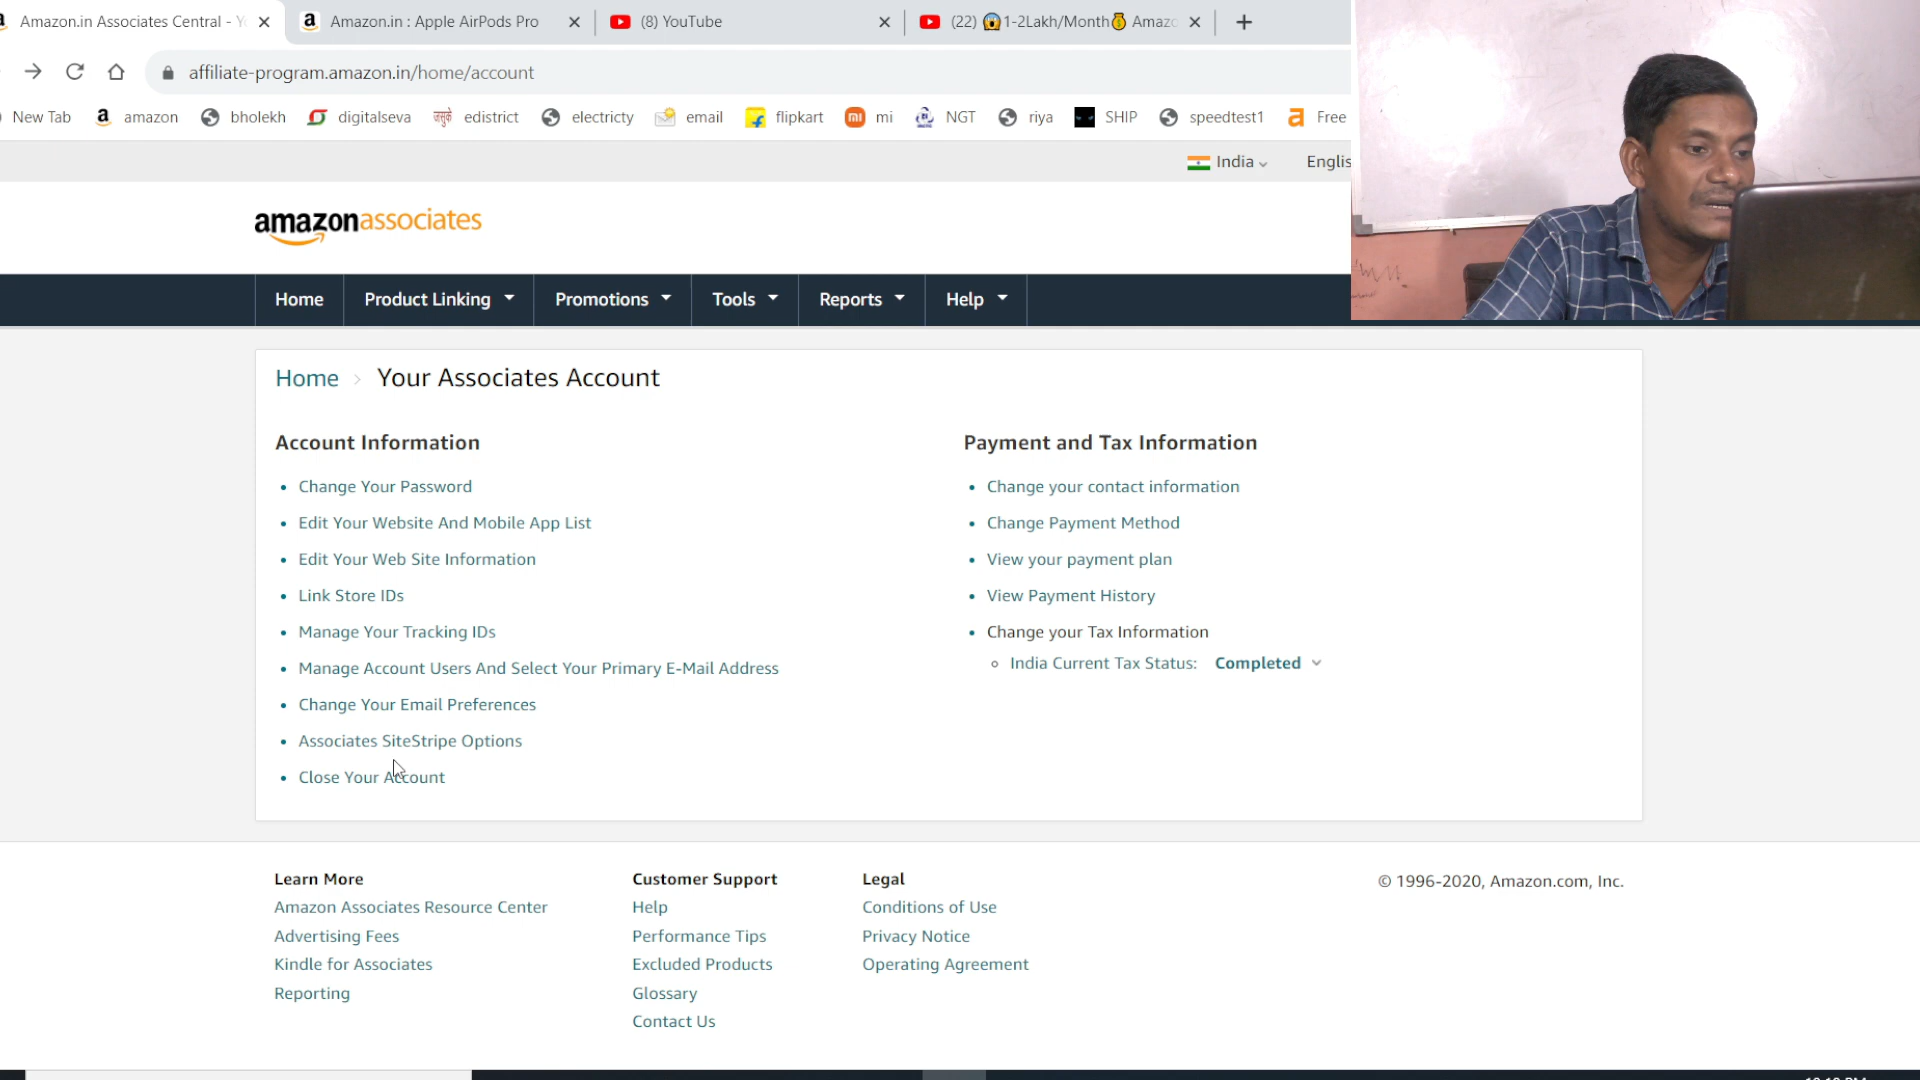 Amazon.in Associates Central - Yo
Amazon.in : Apple AirPods Pro
(8) YouTube
(22) 😱1-2Lakh/Month💰 Amazo
affiliate-program.amazon.in/home/account
New Tab
amazon
bholekh
digitalseva
edistrict
electricty
email
flipkart
mi
NGT
riya
SHIP
speedtest1
Free
India
Englis
amazonassociates
Home
Product Linking
Promotions
Tools
Reports
Help
Home > Your Associates Account
Account Information
Change Your Password
Edit Your Website And Mobile App List
Edit Your Web Site Information
Link Store IDs
Manage Your Tracking IDs
Manage Account Users And Select Your Primary E-Mail Address
Change Your Email Preferences
Associates SiteStripe Options
Close Your Account
Payment and Tax Information
Change your contact information
Change Payment Method
View your payment plan
View Payment History
Change your Tax Information
India Current Tax Status: Completed
Learn More
Amazon Associates Resource Center
Advertising Fees
Kindle for Associates
Reporting
Customer Support
Help
Performance Tips
Excluded Products
Glossary
Contact Us
Legal
Conditions of Use
Privacy Notice
Operating Agreement
© 1996-2020, Amazon.com, Inc.